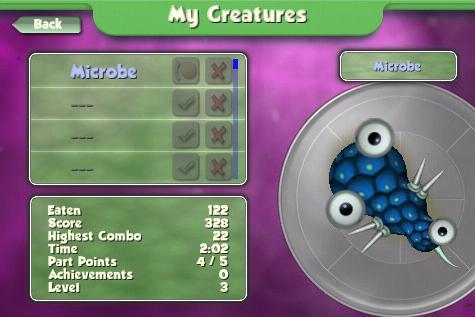 My Creatures
Back
Microbe
---
---
---
Microbe
Eaten 122
Score 328
Highest Combo 22
Time 2:02
Part Points 4 / 5
Achievements 0
Level 3